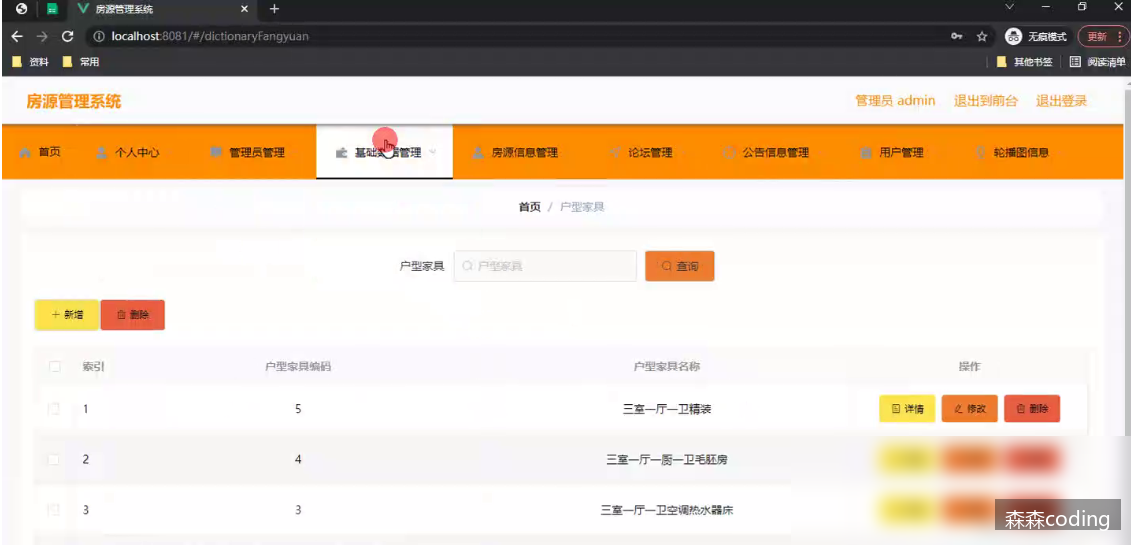 房源管理系统
localhost:8081/#/dictionaryFangyuan
无痕模式
更新
资料
常用
其他书签
阅读清单
房源管理系统
管理员 admin
退出到前台
退出登录
首页
个人中心
管理员管理
基础数据管理
房源信息管理
论坛管理
公告信息管理
用户管理
轮播图信息
首页 / 户型家具
户型家具
户型家具
查询
+ 新增
删除
索引
户型家具编码
户型家具名称
操作
1
5
三室一厅一卫精装
详情
修改
删除
2
4
三室一厅一厨一卫毛胚房
3
3
三室一厅一卫空调热水器床
森森coding